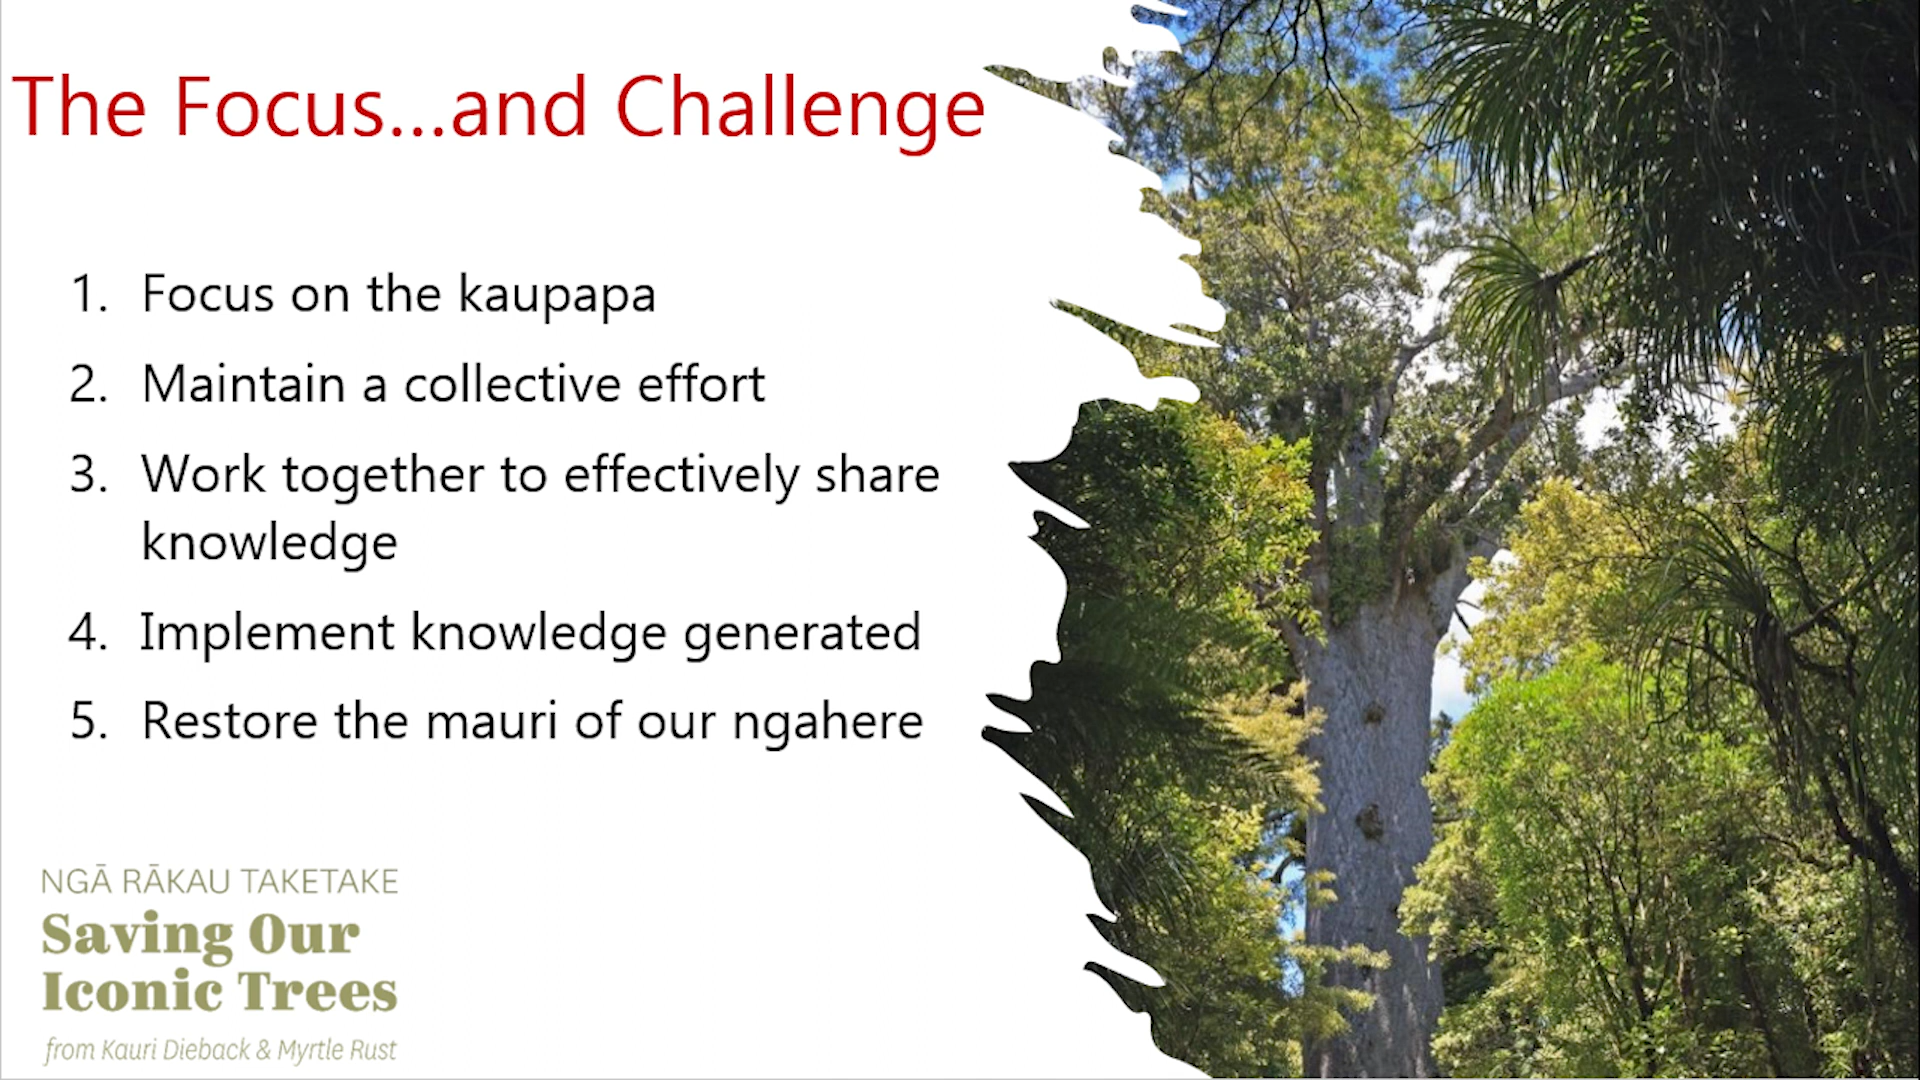 The Focus...and Challenge
1. Focus on the kaupapa
2. Maintain a collective effort
3. Work together to effectively share
knowledge
4. Implement knowledge generated
5. Restore the mauri of our ngahere
NGĀ RĀKAU TAKETAKE
Saving Our
Iconic Trees
from Kauri Dieback & Myrtle Rust